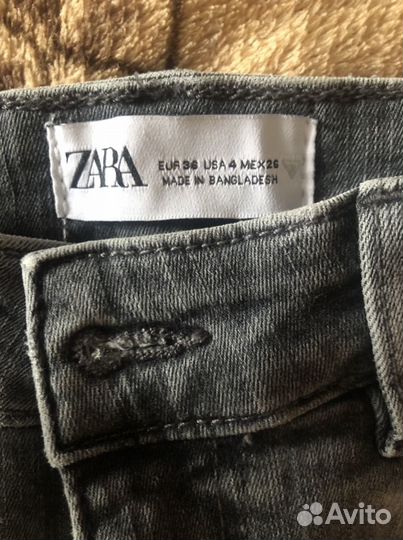 ZARA
EUR 36 USA 4 MEX 26
MADE IN BANGLADESH
Avito